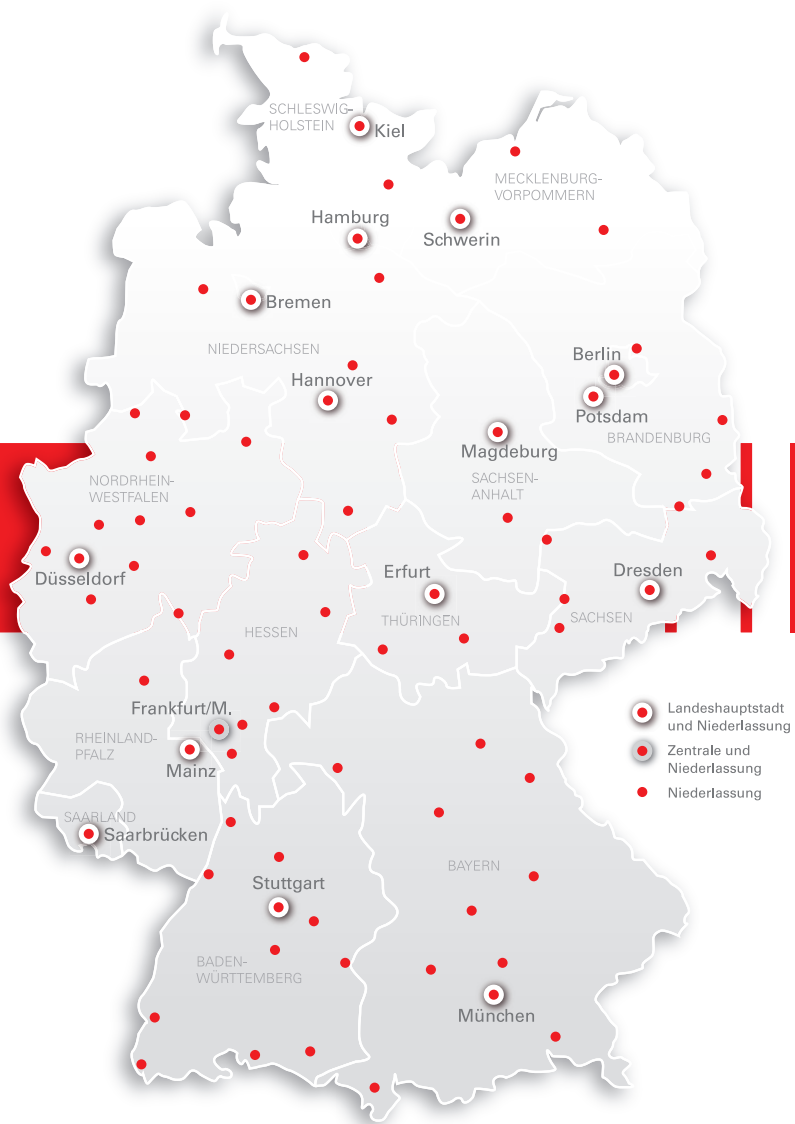 SCHLESWIG-
HOLSTEIN
Kiel
MECKLENBURG-
VORPOMMERN
Hamburg
Schwerin
Bremen
NIEDERSACHSEN
Berlin
Hannover
Potsdam
BRANDENBURG
Magdeburg
SACHSEN-
ANHALT
NORDRHEIN-
WESTFALEN
Düsseldorf
Erfurt
Dresden
THÜRINGEN
SACHSEN
HESSEN
Frankfurt/M.
RHEINLAND-
PFALZ
Mainz
Landeshauptstadt
und Niederlassung
Zentrale und
Niederlassung
Niederlassung
SAARLAND
Saarbrücken
BAYERN
Stuttgart
BADEN-
WÜRTTEMBERG
München